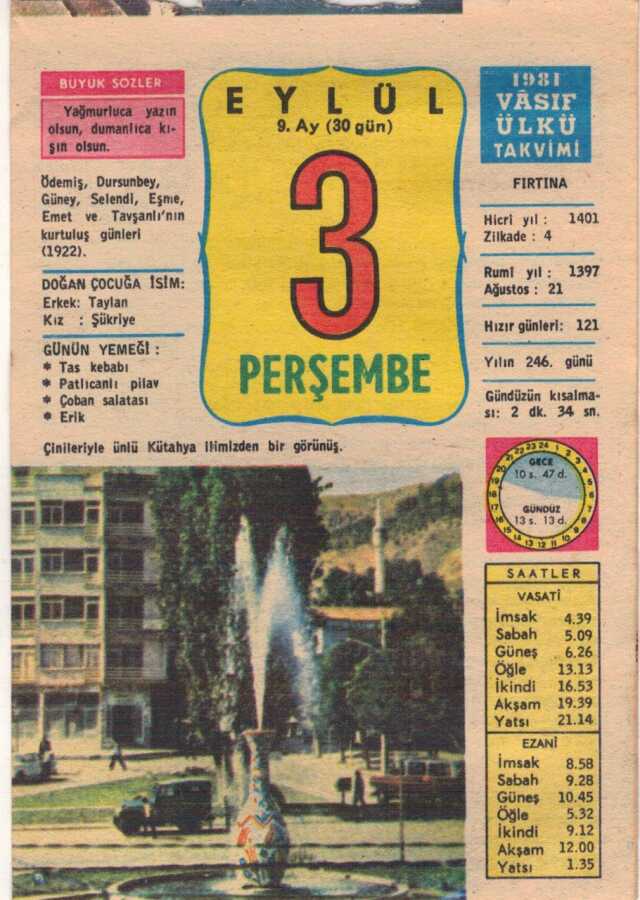 BÜYÜK SÖZLER
Yağmurluca yazın
olsun, dumanlıca kı-
şın olsun.
Ödemiş, Dursunbey,
Güney, Selendi, Eşme,
Emet ve Tavşanlı'nın
kurtuluş günleri
(1922).
DOĞAN ÇOCUĞA İSİM:
Erkek: Taylan
Kız : Şükriye
GÜNÜN YEMEĞİ :
* Tas kebabı
* Patlıcanlı pilav
* Çoban salatası
* Erik
EYLÜL
9. Ay (30 gün)
3
PERŞEMBE
1981
VÂSIF
ÜLKÜ
TAKVİMİ
FIRTINA
Hicri yıl : 1401
Zilkade : 4
Rumi yıl : 1397
Ağustos : 21
Hızır günleri: 121
Yılın 246. günü
Gündüzün kısalma-
sı: 2 dk. 34 sn.
Çinileriyle ünlü Kütahya ilimizden bir görünüş.
GECE
10 s. 47 d.
GÜNDÜZ
13 s. 13 d.
SAATLER
VASATİ
İmsak 4.39
Sabah 5.09
Güneş 6.26
Öğle 13.13
İkindi 16.53
Akşam 19.39
Yatsı 21.14
EZANİ
İmsak 8.58
Sabah 9.28
Güneş 10.45
Öğle 5.32
İkindi 9.12
Akşam 12.00
Yatsı 1.35